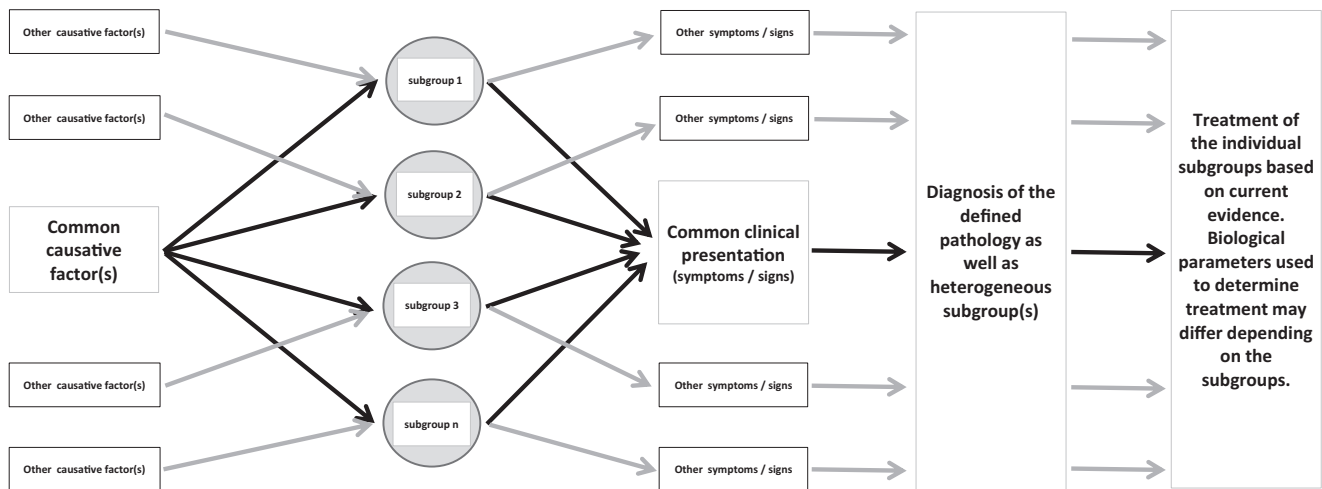 Other causative factor(s)
Other causative factor(s)
Common
causative
factor(s)
Other causative factor(s)
Other causative factor(s)
subgroup 1
subgroup 2
subgroup 3
subgroup n
Other symptoms / signs
Other symptoms / signs
Common clinical
presentation
(symptoms / signs)
Other symptoms / signs
Other symptoms / signs
Diagnosis of the
defined
pathology as
well as
heterogeneous
subgroup(s)
Treatment of
the individual
subgroups based
on current
evidence.
Biological
parameters used
to determine
treatment may
differ depending
on the
subgroups.